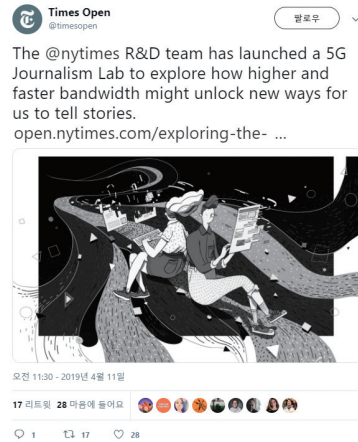 Times Open
@timesopen
팔로우
The @nytimes R&D team has launched a 5G
Journalism Lab to explore how higher and
faster bandwidth might unlock new ways for
us to tell stories.
open.nytimes.com/exploring-the- ...
오전 11:30 - 2019년 4월 11일
17 리트윗 28 마음에 들어요
1 17 28